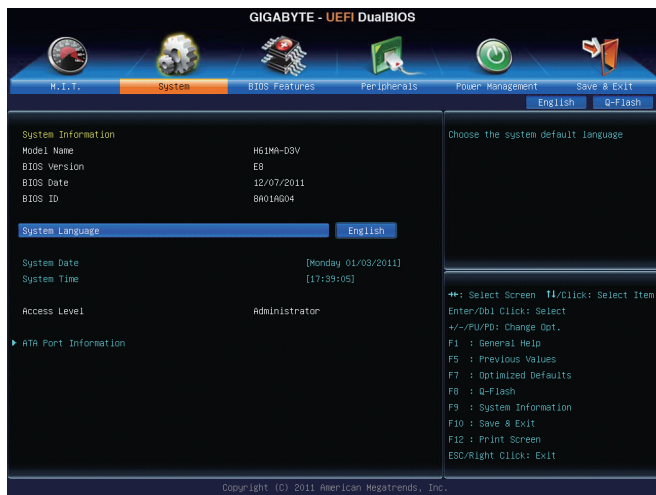 GIGABYTE - UEFI DualBIOS
M.I.T. System BIOS Features Peripherals Power Management Save & Exit
English Q-Flash
System Information
Model Name H61MA-D3V
BIOS Version E8
BIOS Date 12/07/2011
BIOS ID 8A01AG04
System Language English
System Date [Monday 01/03/2011]
System Time [17:39:05]
Access Level Administrator
ATA Port Information
Choose the system default language
→←: Select Screen ↑↓/Click: Select Item
Enter/Dbl Click: Select
+/-/PU/PD: Change Opt.
F1 : General Help
F5 : Previous Values
F7 : Optimized Defaults
F8 : Q-Flash
F9 : System Information
F10 : Save & Exit
F12 : Print Screen
ESC/Right Click: Exit
Copyright (C) 2011 American Megatrends, Inc.